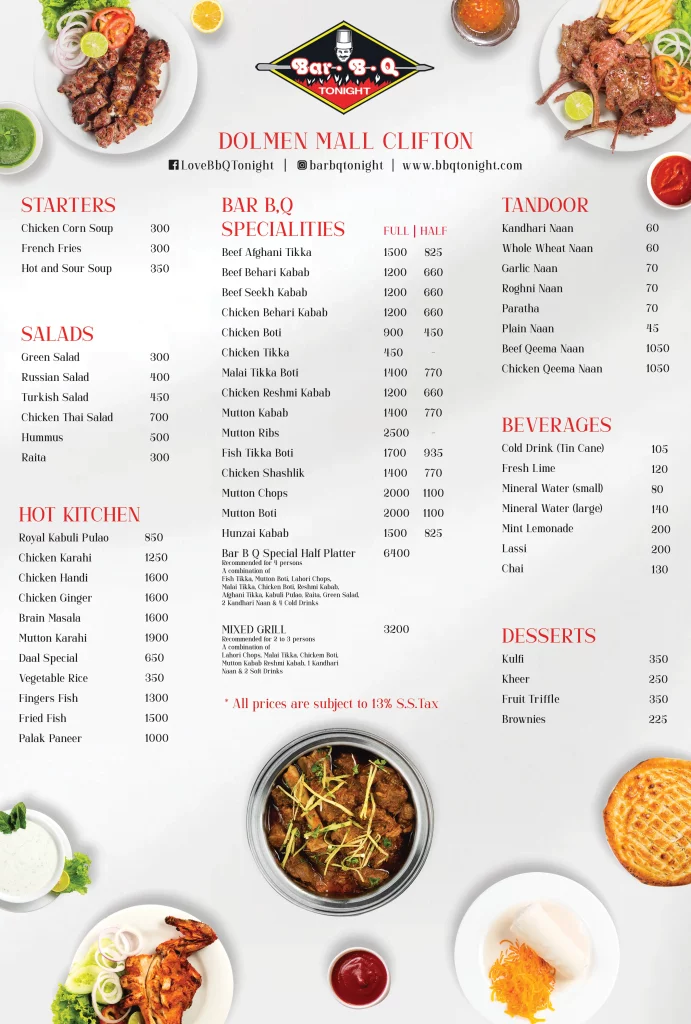 Bar. B. Q
TONIGHT
DOLMEN MALL CLIFTON
LoveBbQTonight | barbqtonight | www.bbqtonight.com
STARTERS
Chicken Corn Soup 300
French Fries 300
Hot and Sour Soup 350
SALADS
Green Salad 300
Russian Salad 400
Turkish Salad 450
Chicken Thai Salad 700
Hummus 500
Raita 300
HOT KITCHEN
Royal Kabuli Pulao 850
Chicken Karahi 1250
Chicken Handi 1600
Chicken Ginger 1600
Brain Masala 1600
Mutton Karahi 1900
Daal Special 650
Vegetable Rice 350
Fingers Fish 1300
Fried Fish 1500
Palak Paneer 1000
BAR B,Q
SPECIALITIES FULL | HALF
Beef Afghani Tikka 1500 825
Beef Behari Kabab 1200 660
Beef Seekh Kabab 1200 660
Chicken Behari Kabab 1200 660
Chicken Boti 900 450
Chicken Tikka 450 -
Malai Tikka Boti 1400 770
Chicken Reshmi Kabab 1200 660
Mutton Kabab 1400 770
Mutton Ribs 2500 -
Fish Tikka Boti 1700 935
Chicken Shashlik 1400 770
Mutton Chops 2000 1100
Mutton Boti 2000 1100
Hunzai Kabab 1500 825
Bar B Q Special Half Platter 6400
Recommended for 4 persons
A combination of
Fish Tikka, Mutton Boti, Lahori Chops,
Malai Tikka, Chicken Boti, Reshmi Kabab,
Afghani Tikka, Kabuli Pulao, Raita, Green Salad,
2 Kandhari Naan & 4 Cold Drinks
MIXED GRILL 3200
Recommended for 2 to 3 persons
A combination of
Lahori Chops, Malai Tikka, Chickem Boti,
Mutton Kabab Reshmi Kabab, 1 Kandhari
Naan & 2 Soft Drinks
* All prices are subject to 13% S.S.Tax
TANDOOR
Kandhari Naan 60
Whole Wheat Naan 60
Garlic Naan 70
Roghni Naan 70
Paratha 70
Plain Naan 45
Beef Qeema Naan 1050
Chicken Qeema Naan 1050
BEVERAGES
Cold Drink (Tin Cane) 105
Fresh Lime 120
Mineral Water (small) 80
Mineral Water (large) 140
Mint Lemonade 200
Lassi 200
Chai 130
DESSERTS
Kulfi 350
Kheer 250
Fruit Triffle 350
Brownies 225